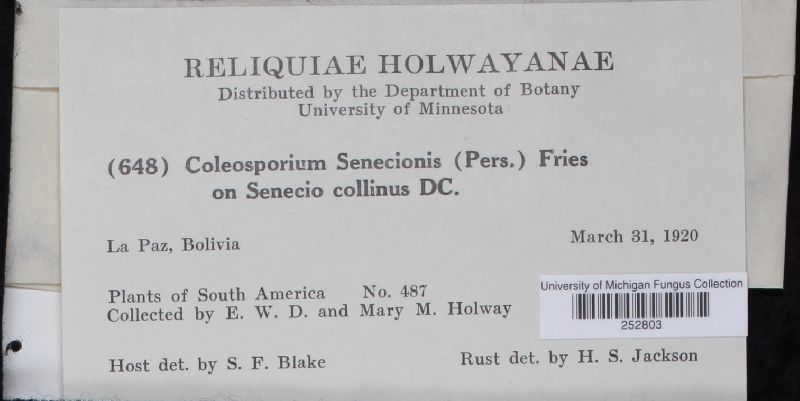 RELIQUIAE HOLWAYANAE
Distributed by the Department of Botany
University of Minnesota
(648) Coleosporium Senecionis (Pers.) Fries
on Senecio collinus DC.
La Paz, Bolivia
March 31, 1920
Plants of South America No. 487
Collected by E. W. D. and Mary M. Holway
University of Michigan Fungus Collection
252803
Host det. by S. F. Blake
Rust det. by H. S. Jackson